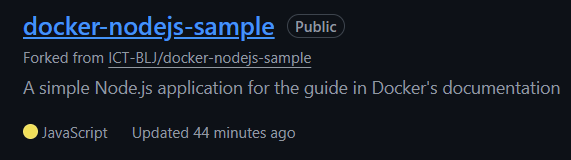 docker-nodejs-sample Public
Forked from ICT-BLJ/docker-nodejs-sample
A simple Node.js application for the guide in Docker's documentation
JavaScript Updated 44 minutes ago